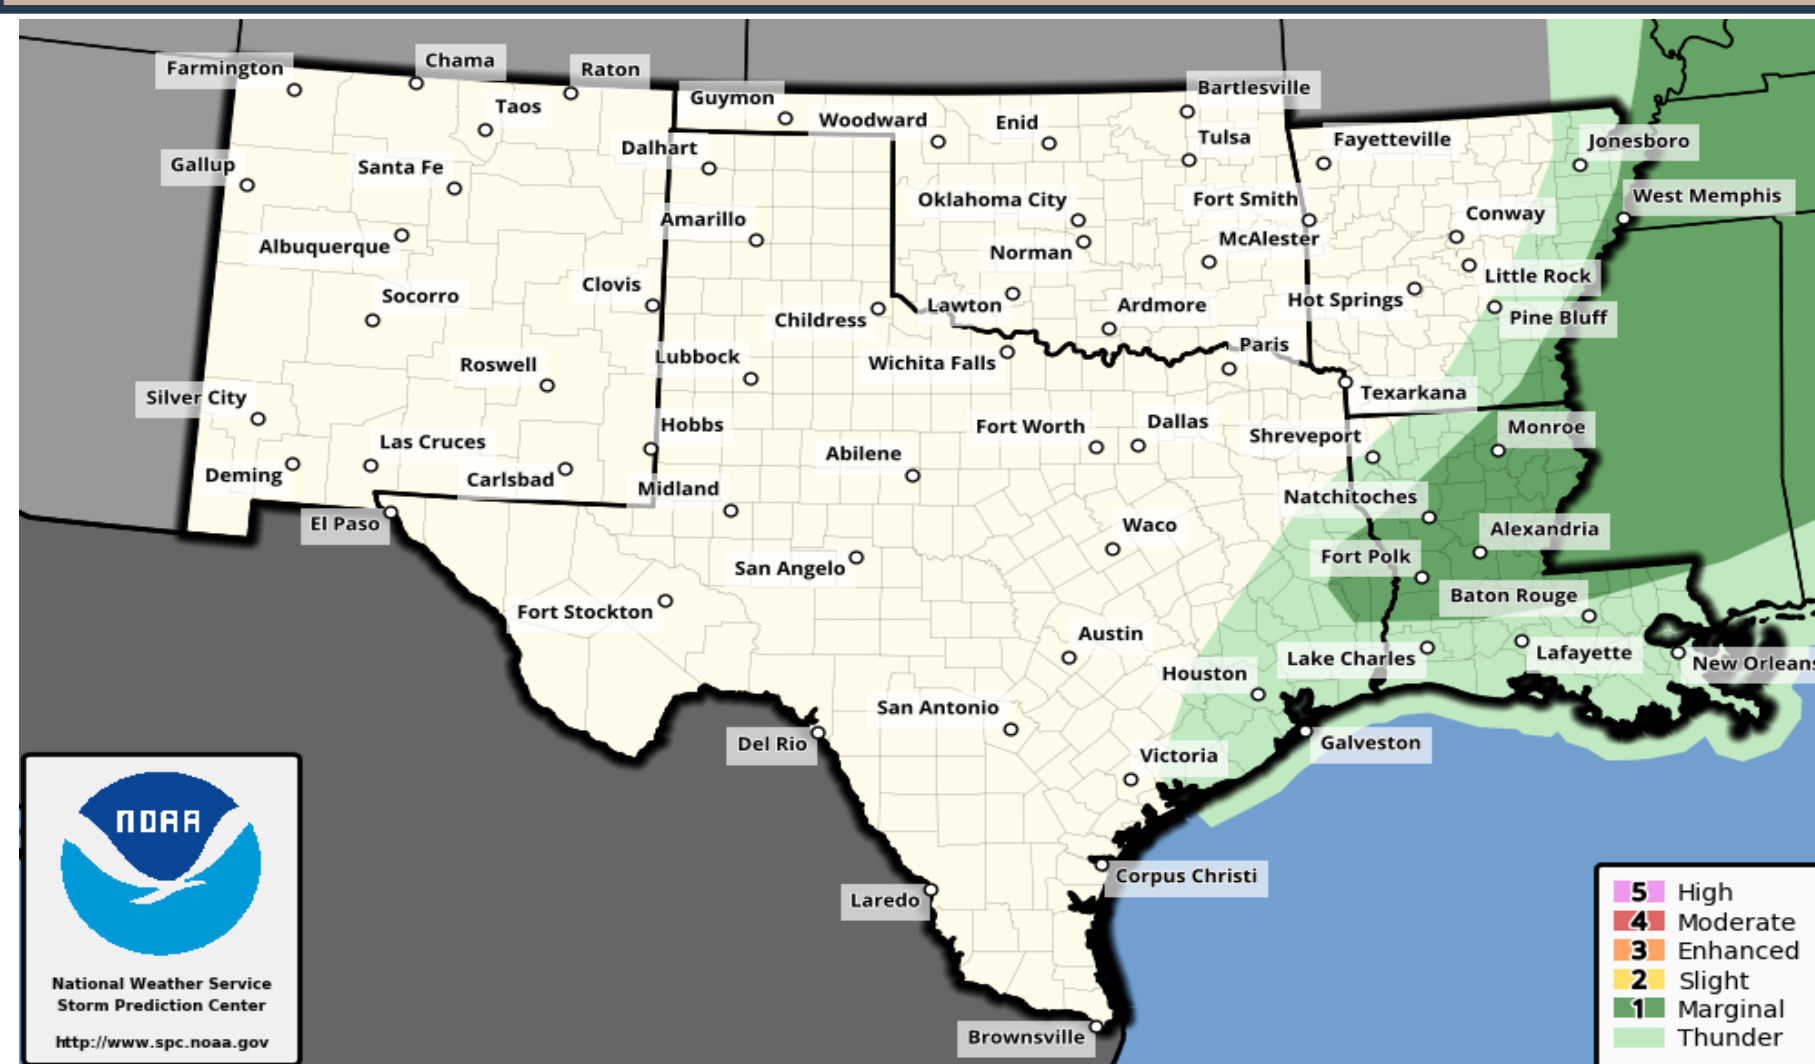 Farmington
Chama
Raton
Taos
Guymon
Woodward
Enid
Bartlesville
Tulsa
Fayetteville
Jonesboro
Gallup
Santa Fe
Dalhart
Oklahoma City
Fort Smith
Conway
West Memphis
Albuquerque
Amarillo
Norman
McAlester
Little Rock
Socorro
Clovis
Childress
Lawton
Ardmore
Hot Springs
Pine Bluff
Roswell
Lubbock
Wichita Falls
Paris
Texarkana
Silver City
Las Cruces
Hobbs
Fort Worth
Dallas
Shreveport
Monroe
Deming
Carlsbad
Midland
Abilene
Natchitoches
El Paso
San Angelo
Waco
Fort Polk
Alexandria
Fort Stockton
Austin
Baton Rouge
Houston
Lake Charles
Lafayette
New Orleans
Del Rio
San Antonio
Victoria
Galveston
Laredo
Corpus Christi
Brownsville
NOAA
National Weather Service
Storm Prediction Center
http://www.spc.noaa.gov
5 High
4 Moderate
3 Enhanced
2 Slight
1 Marginal
Thunder